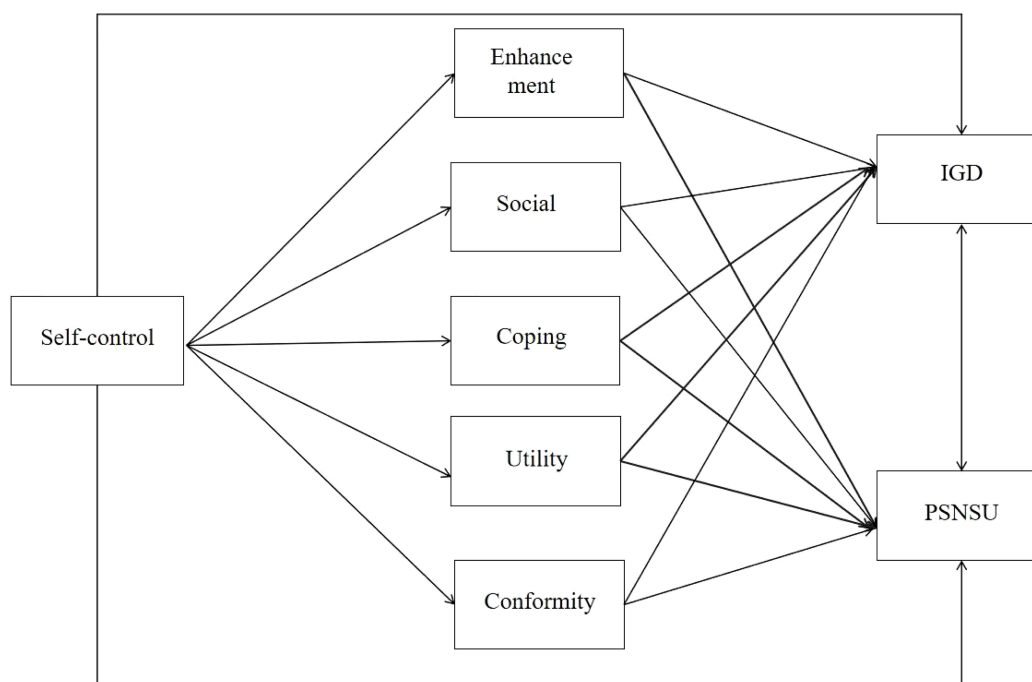 Enhance
ment
Social
IGD
Self-control
Coping
Utility
PSNSU
Conformity